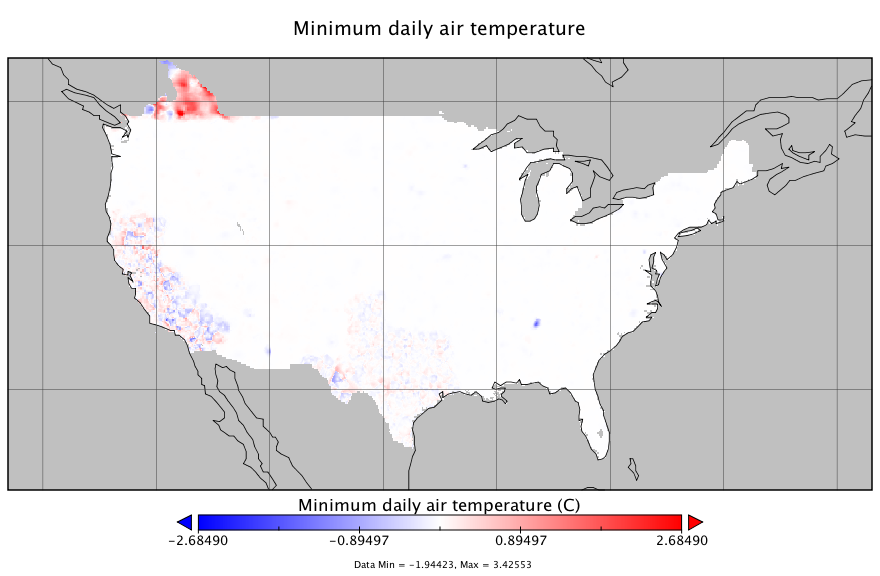 Minimum daily air temperature
Minimum daily air temperature (C)
-2.68490 -0.89497 0.89497 2.68490
Data Min = -1.94423, Max = 3.42553